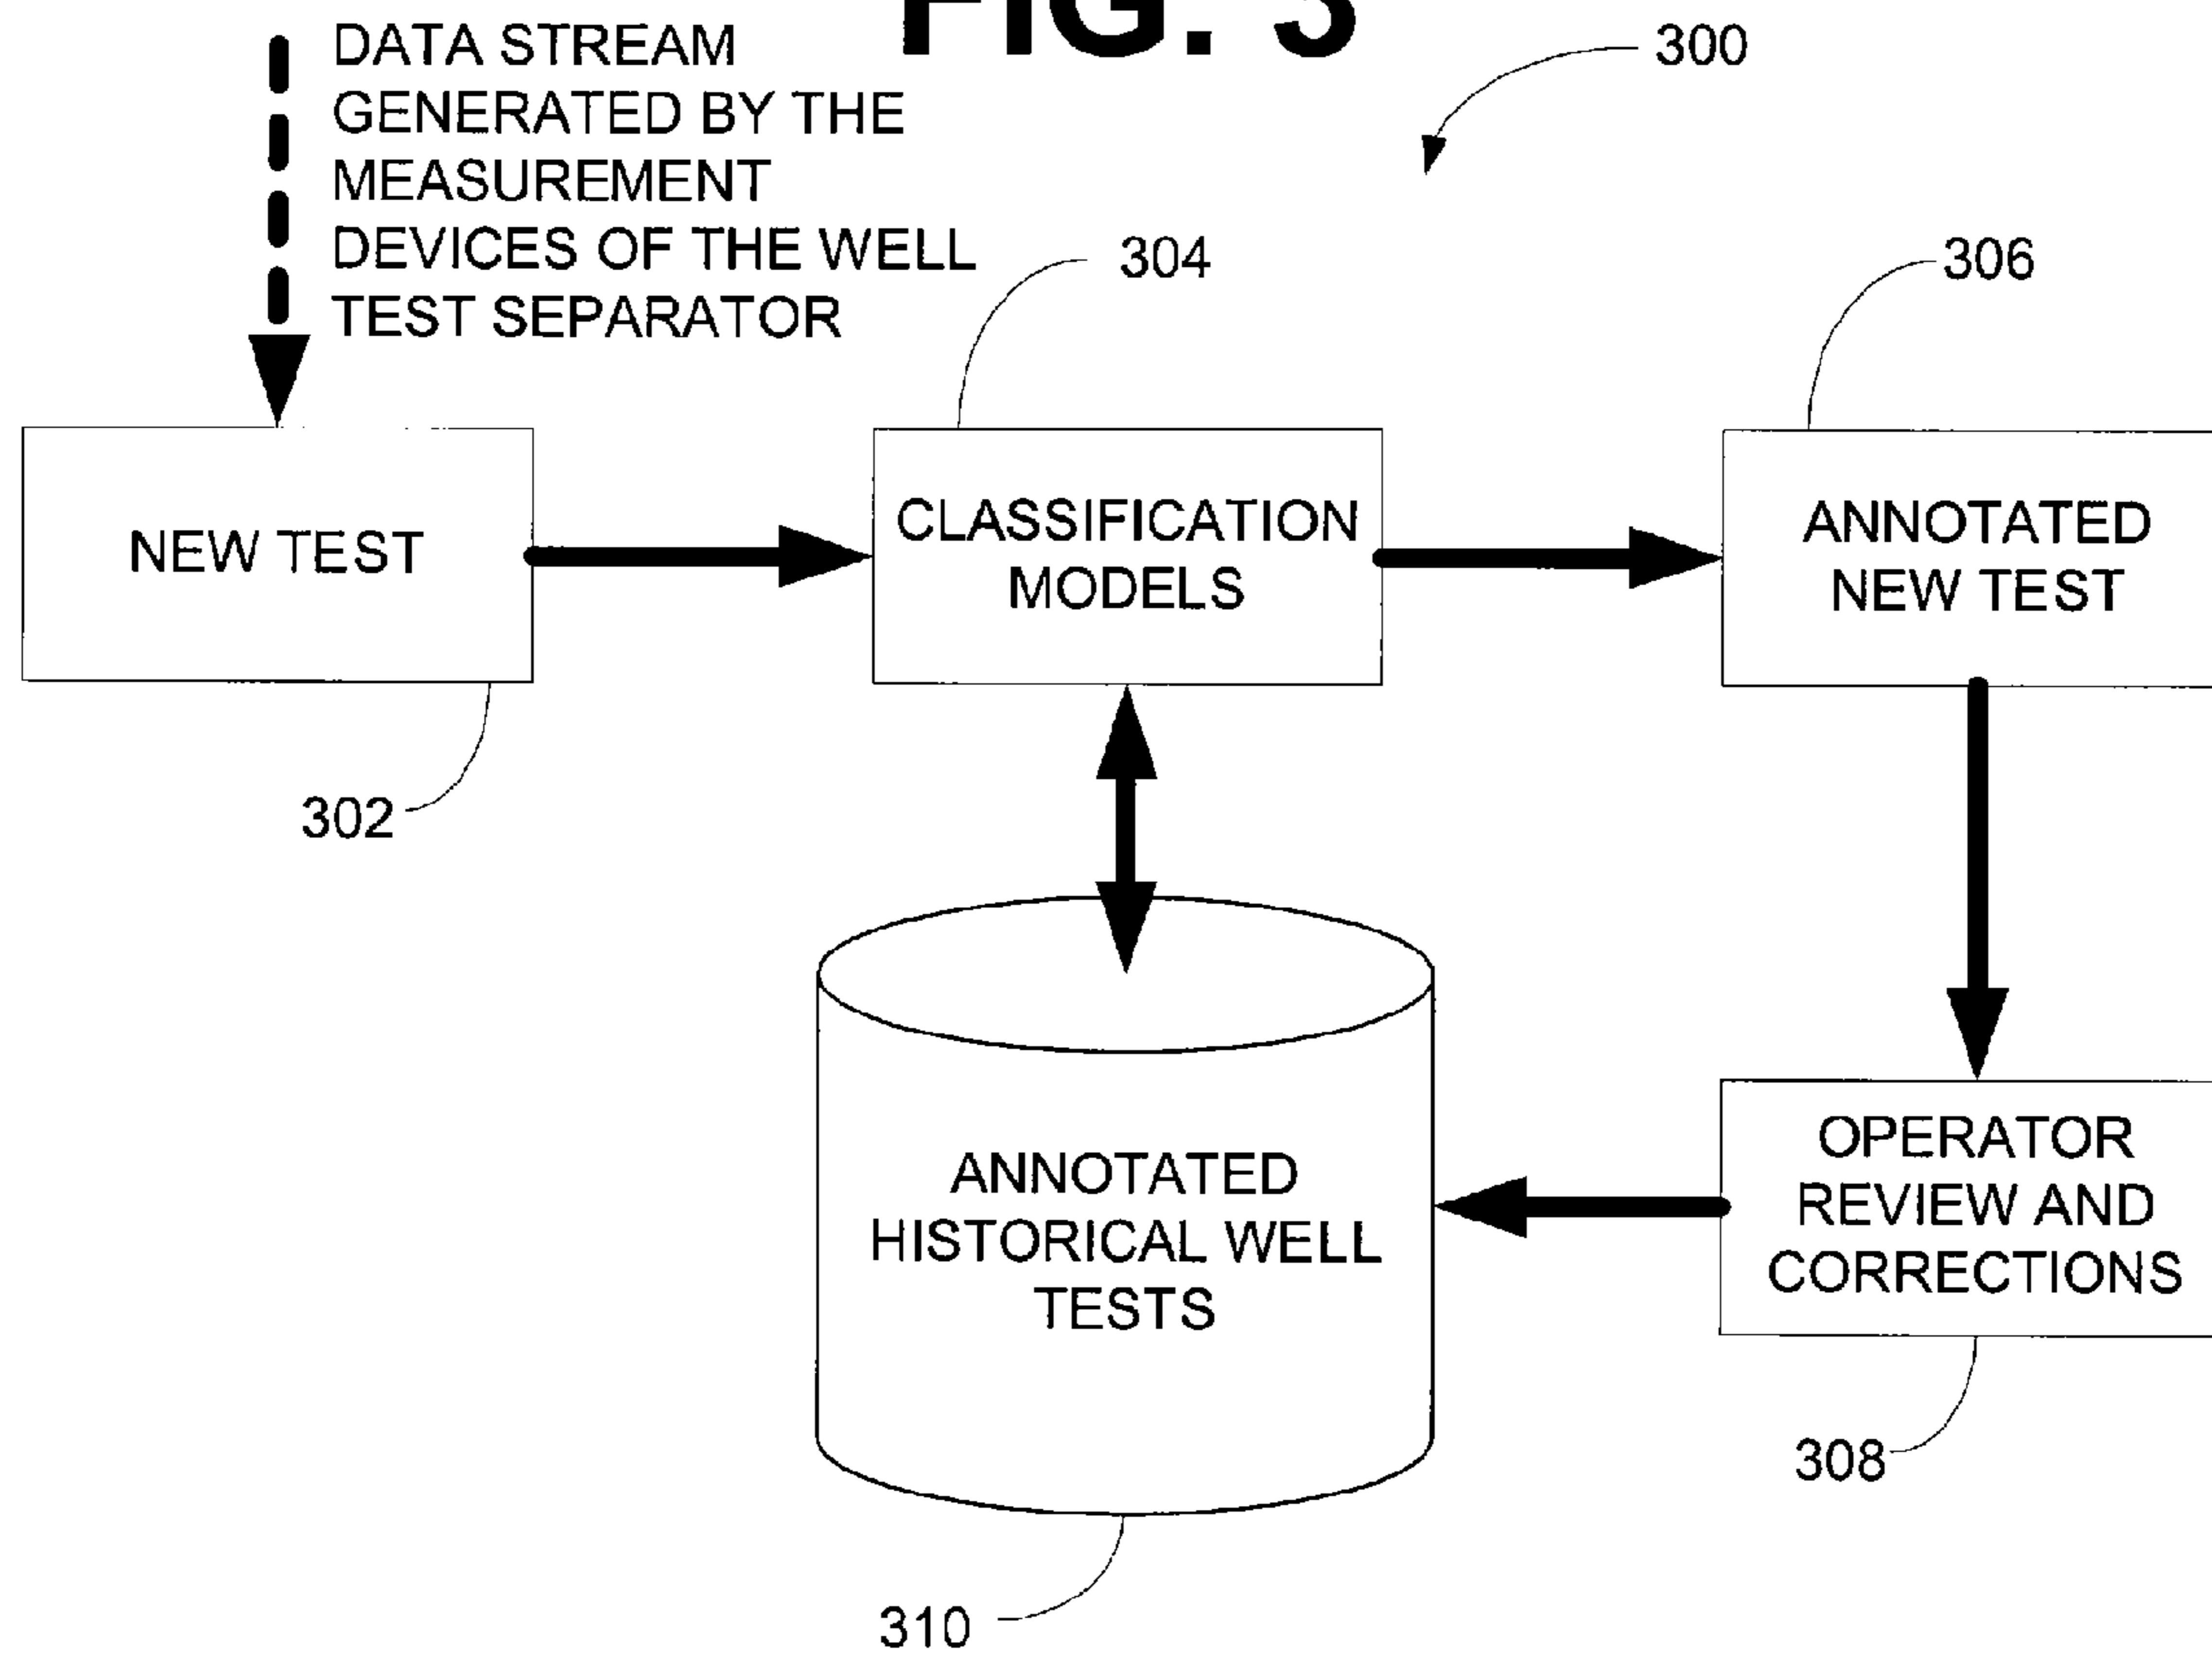 FIG. 3
300
DATA STREAM
GENERATED BY THE
MEASUREMENT
DEVICES OF THE WELL
TEST SEPARATOR
304
306
NEW TEST
CLASSIFICATION
MODELS
ANNOTATED
NEW TEST
302
OPERATOR
REVIEW AND
CORRECTIONS
ANNOTATED
HISTORICAL WELL
TESTS
308
310